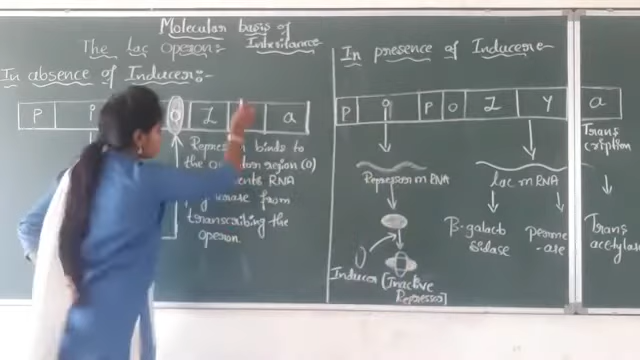 Molecular basis of
Inheritance
The Lac operon:-
In absence of Inducer:-
P i O Z a
Repressor binds to
the operator region (O)
RNA
from
transcribing the
operon
In presence of Inducer-
P i P O Z Y a
Repressor mRNA
Inducer
[Inactive
Repressor]
Lac mRNA
β-galacto
sidase
perme
-ase
Trans
cription
Trans
acetylase